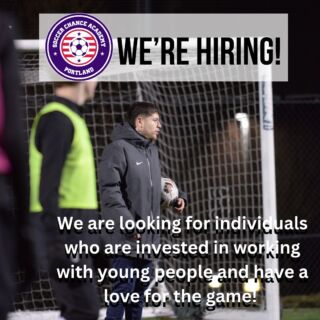 SOCCER CHANCE ACADEMY
PORTLAND
WE'RE HIRING!
We are looking for individuals
who are invested in working
with young people and have a
love for the game!